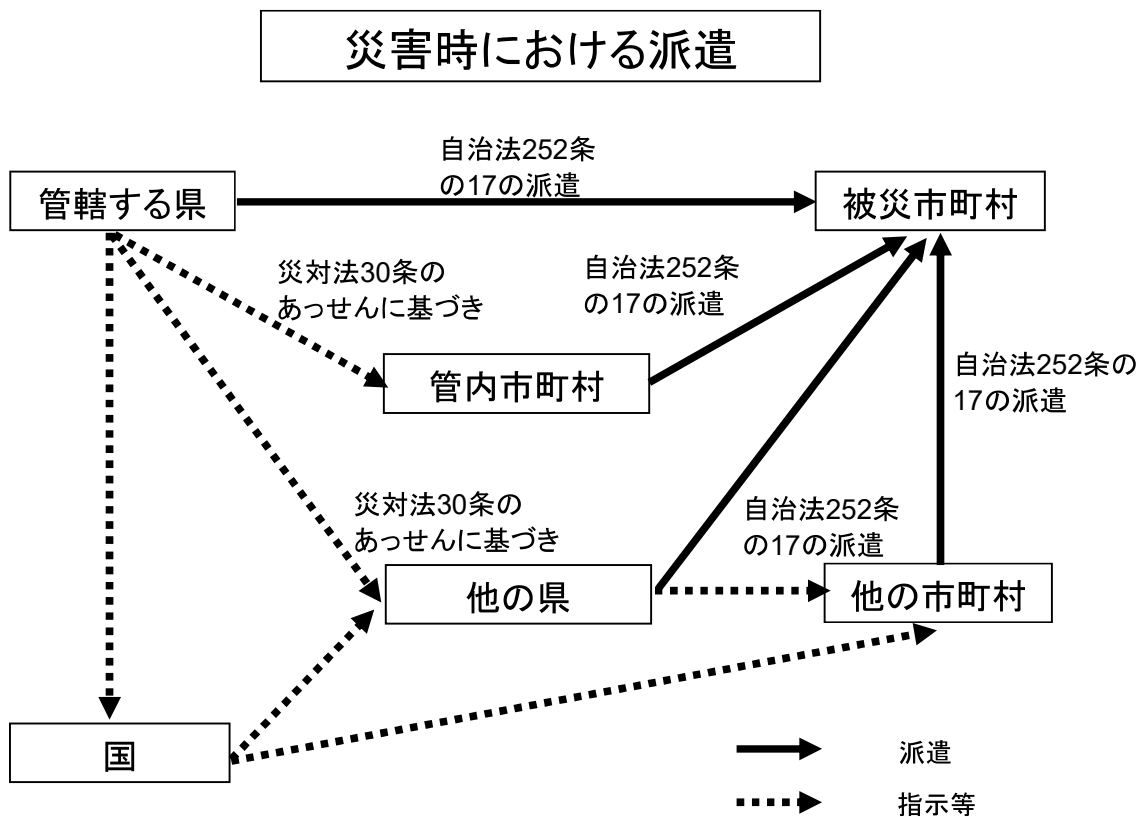 災害時における派遣
自治法252条
の17の派遣
管轄する県
被災市町村
災対法30条の
あっせんに基づき
自治法252条
の17の派遣
管内市町村
自治法252条の
17の派遣
災対法30条の
あっせんに基づき
自治法252条
の17の派遣
他の県
他の市町村
国
派遣
指示等